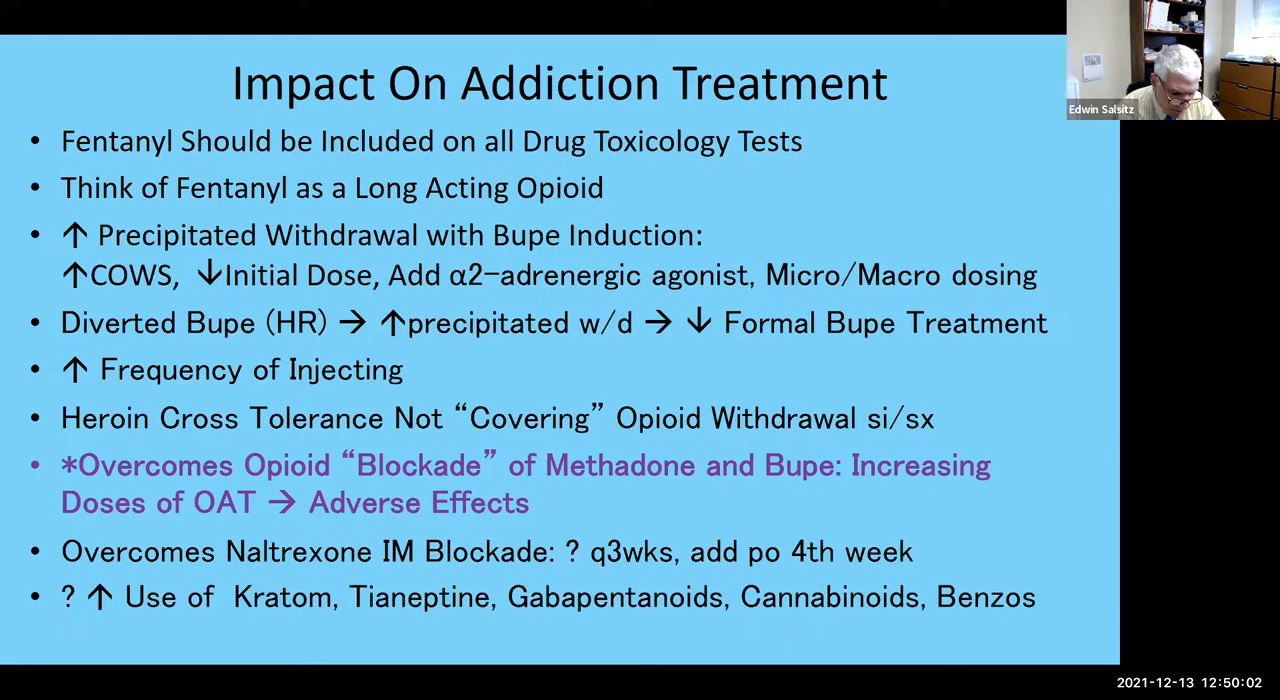 Impact On Addiction Treatment
Edwin Salsitz
• Fentanyl Should be Included on all Drug Toxicology Tests
• Think of Fentanyl as a Long Acting Opioid
• ↑ Precipitated Withdrawal with Bupe Induction:
↑COWS, ↓Initial Dose, Add α2-adrenergic agonist, Micro/Macro dosing
• Diverted Bupe (HR) → ↑precipitated w/d → ↓ Formal Bupe Treatment
• ↑ Frequency of Injecting
• Heroin Cross Tolerance Not “Covering” Opioid Withdrawal si/sx
• *Overcomes Opioid “Blockade” of Methadone and Bupe: Increasing
Doses of OAT → Adverse Effects
• Overcomes Naltrexone IM Blockade: ? q3wks, add po 4th week
• ? ↑ Use of Kratom, Tianeptine, Gabapentanoids, Cannabinoids, Benzos
2021-12-13 12:50:02